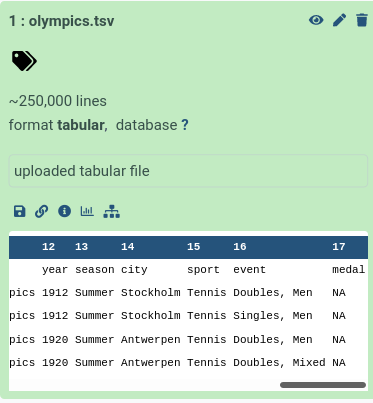 1 : olympics.tsv
~250,000 lines
format tabular, database ?
uploaded tabular file
12 13 14 15 16 17
year season city sport event medal
pics 1912 Summer Stockholm Tennis Doubles, Men NA
pics 1912 Summer Stockholm Tennis Singles, Men NA
pics 1920 Summer Antwerpen Tennis Doubles, Men NA
pics 1920 Summer Antwerpen Tennis Doubles, Mixed NA